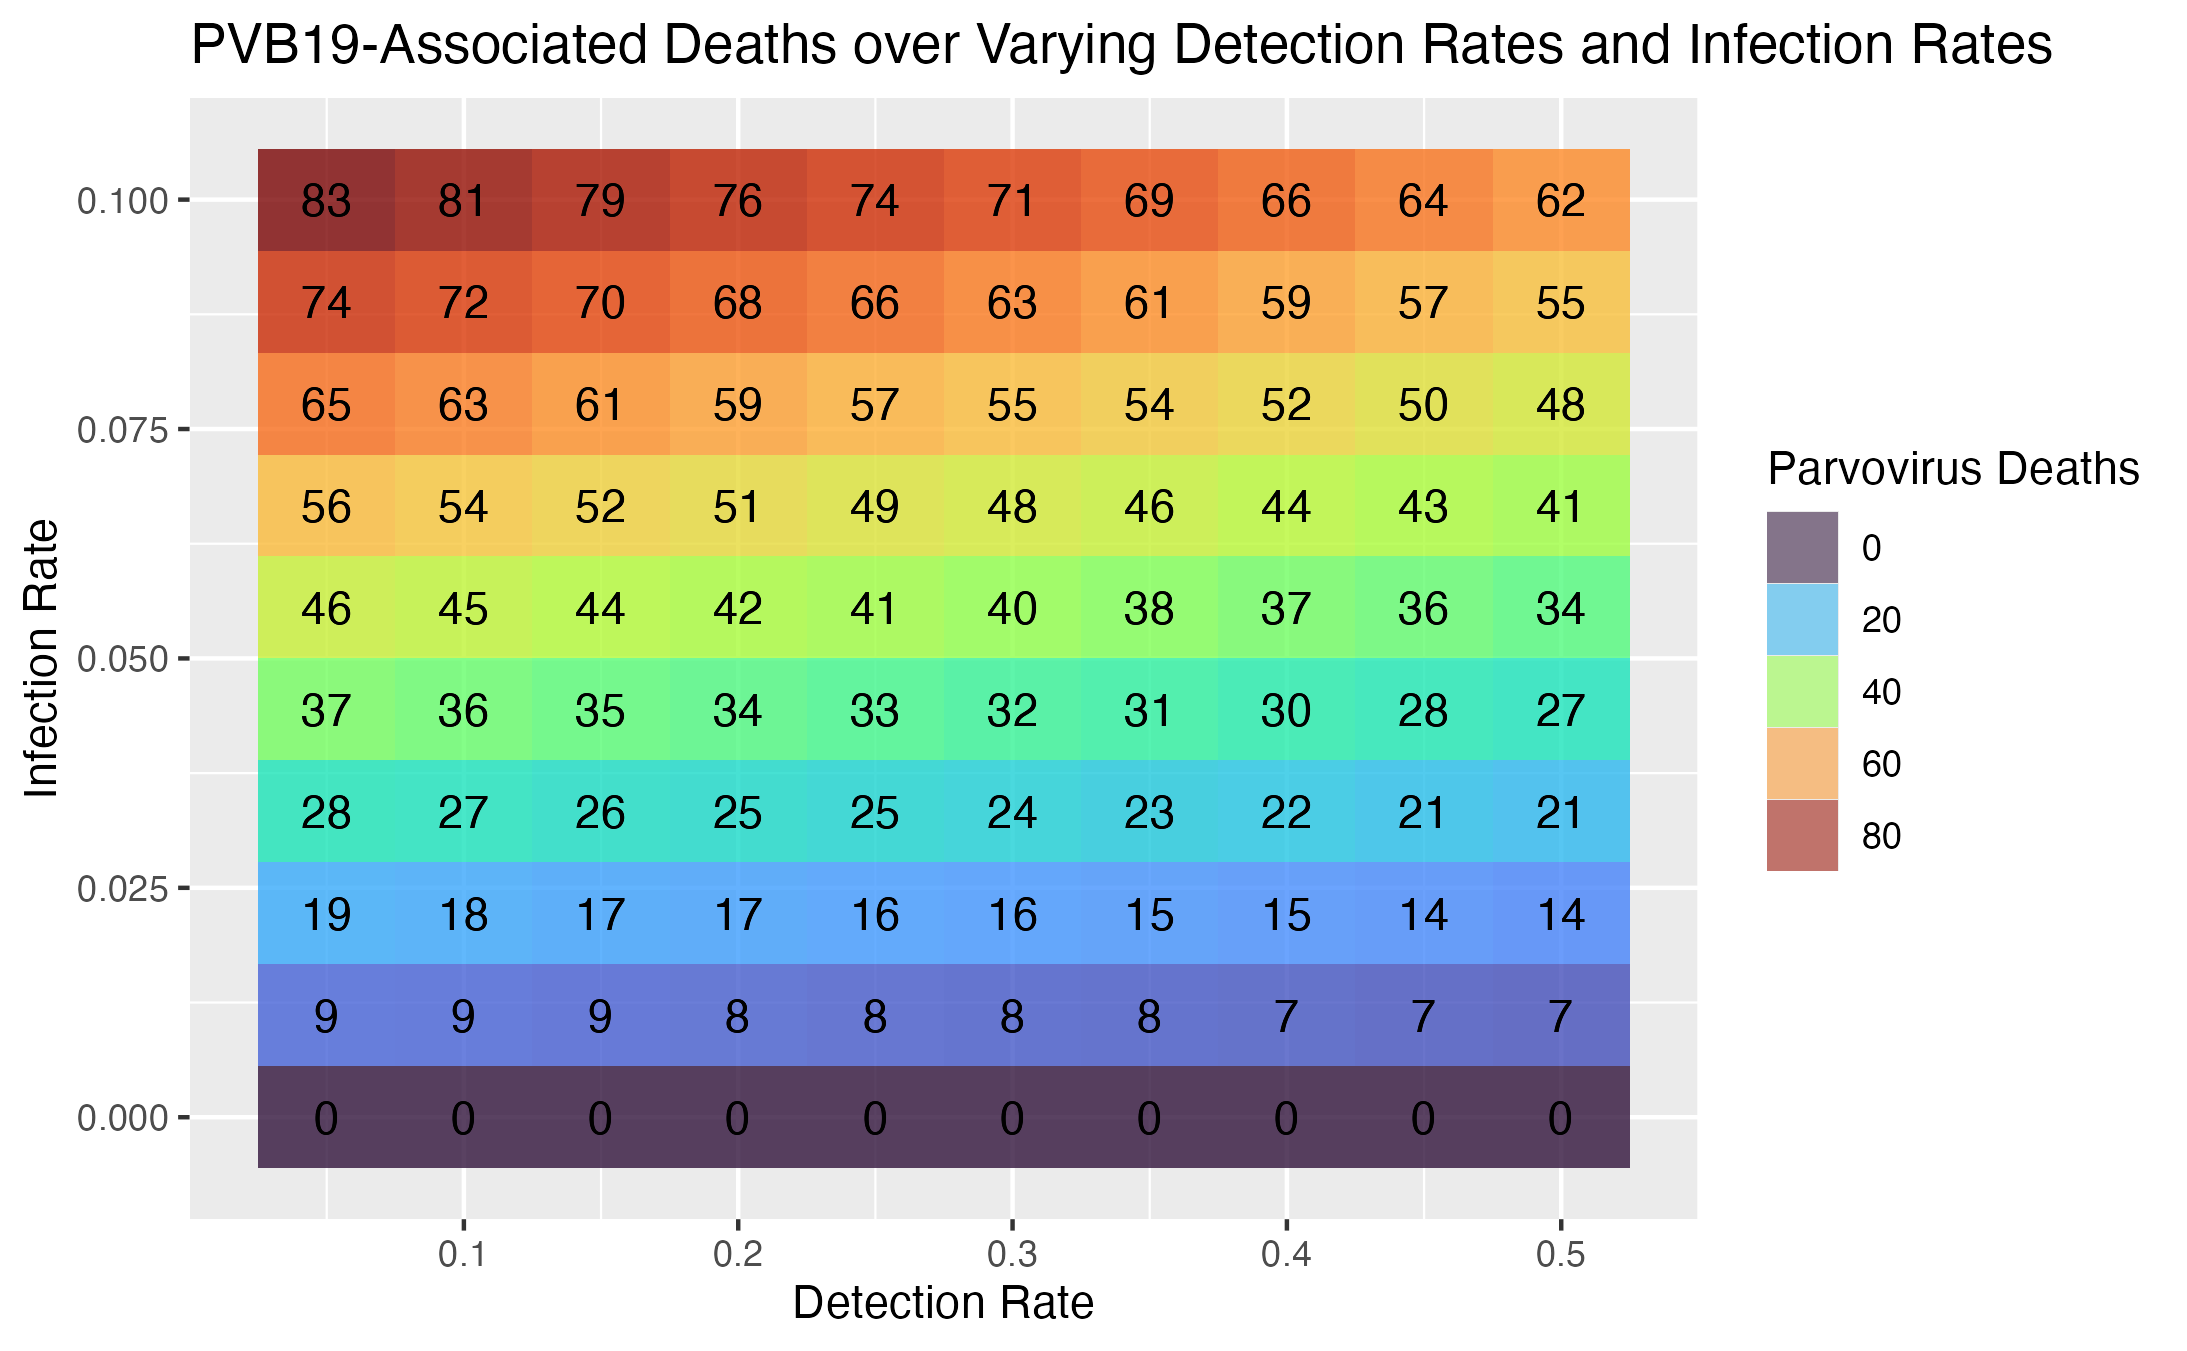 PVB19-Associated Deaths over Varying Detection Rates and Infection Rates
Infection Rate
0.100
83 81 79 76 74 71 69 66 64 62
74 72 70 68 66 63 61 59 57 55
0.075
65 63 61 59 57 55 54 52 50 48
56 54 52 51 49 48 46 44 43 41
46 45 44 42 41 40 38 37 36 34
0.050
37 36 35 34 33 32 31 30 28 27
28 27 26 25 25 24 23 22 21 21
0.025
19 18 17 17 16 16 15 15 14 14
9 9 9 8 8 8 8 7 7 7
0.000
0 0 0 0 0 0 0 0 0 0
0.1 0.2 0.3 0.4 0.5
Detection Rate
Parvovirus Deaths
0
20
40
60
80